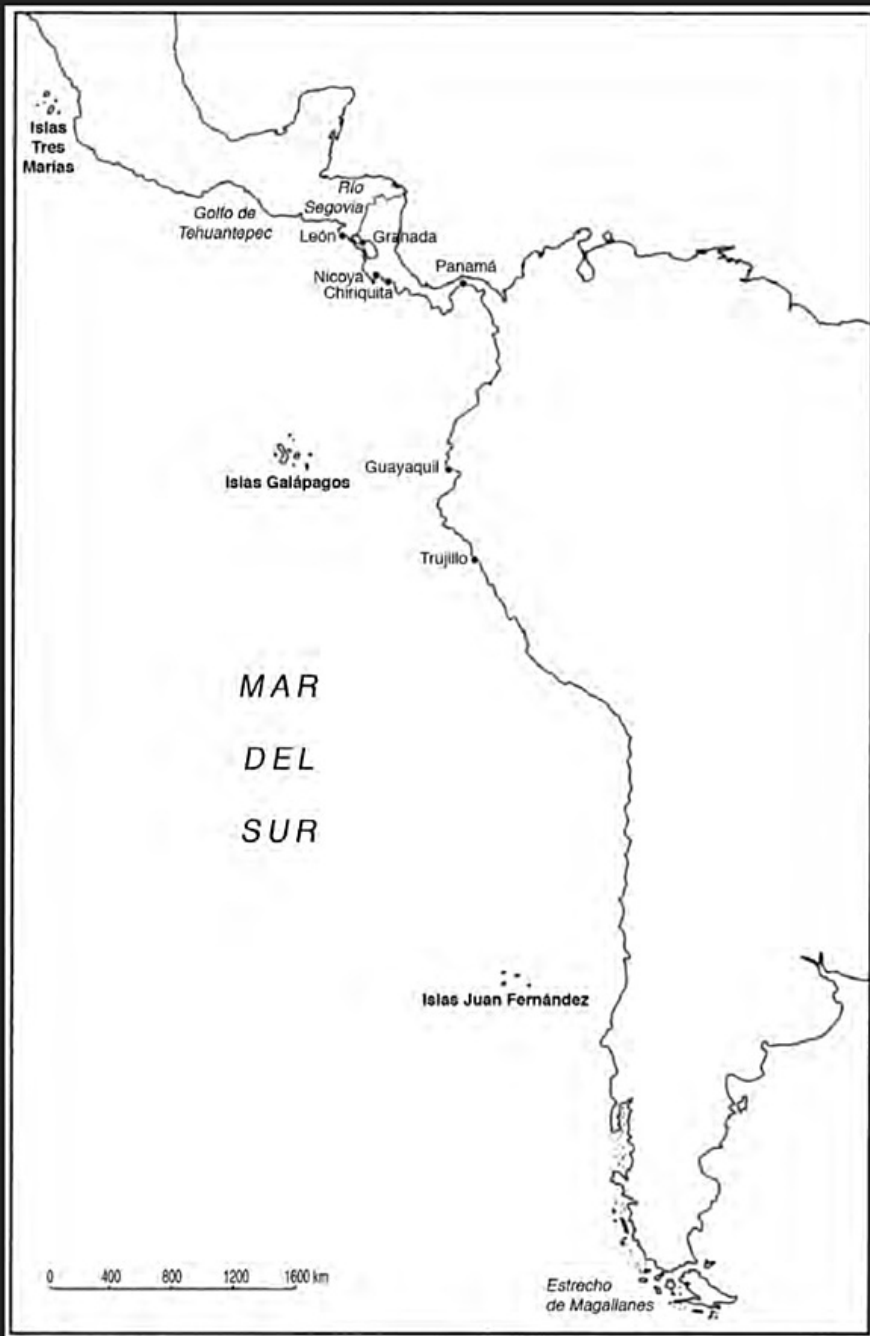 Islas
Tres
Marías
Río
Segovia
Golfo de
Tehuantepec
León
Granada
Nicoya
Chiriquita
Panamá
Islas Galápagos
Guayaquil
Trujillo
MAR
DEL
SUR
Islas Juan Fernández
0 400 800 1200 1600 km
Estrecho
de Magallanes